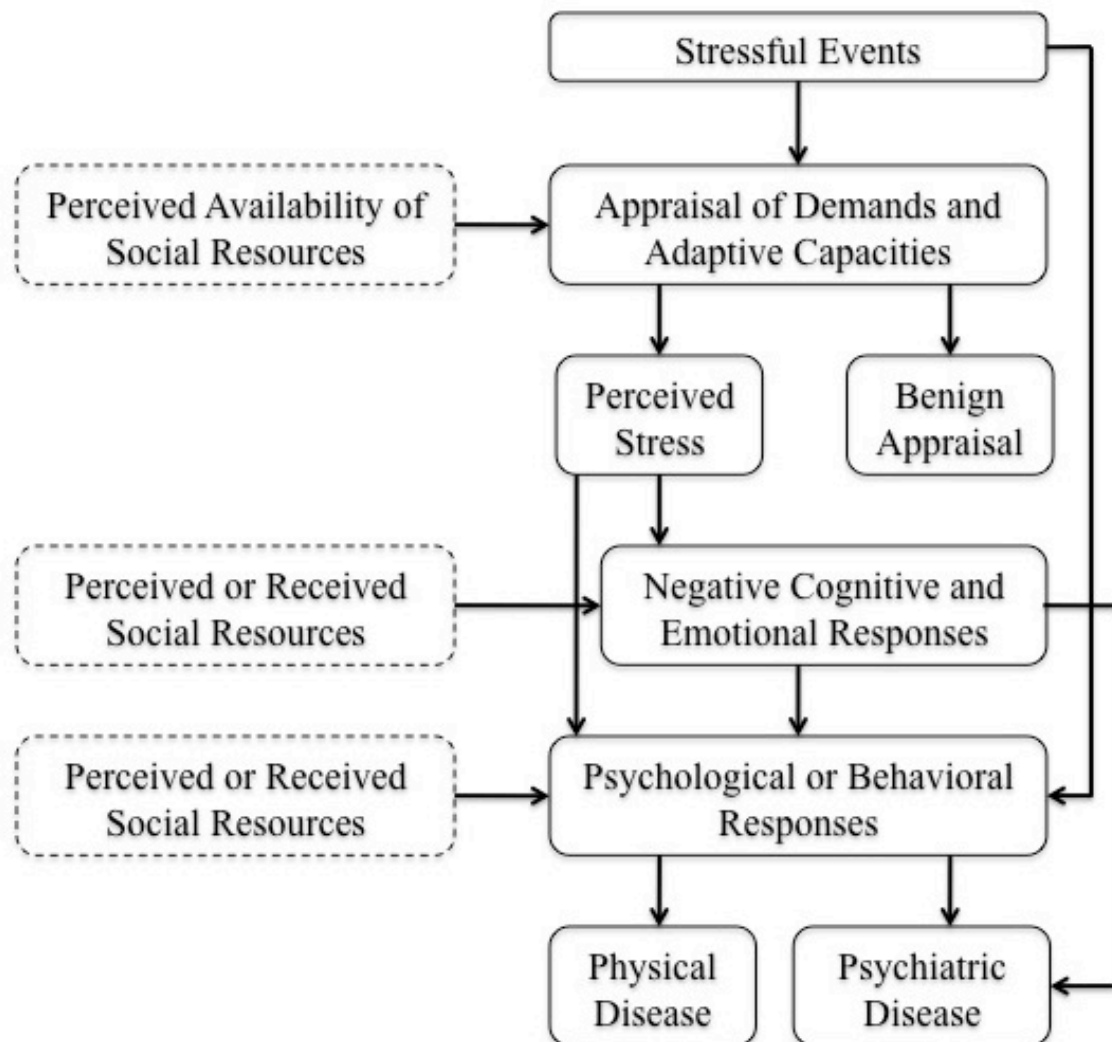 Stressful Events
Perceived Availability of
Social Resources
Appraisal of Demands and
Adaptive Capacities
Perceived
Stress
Benign
Appraisal
Perceived or Received
Social Resources
Negative Cognitive and
Emotional Responses
Perceived or Received
Social Resources
Psychological or Behavioral
Responses
Physical
Disease
Psychiatric
Disease